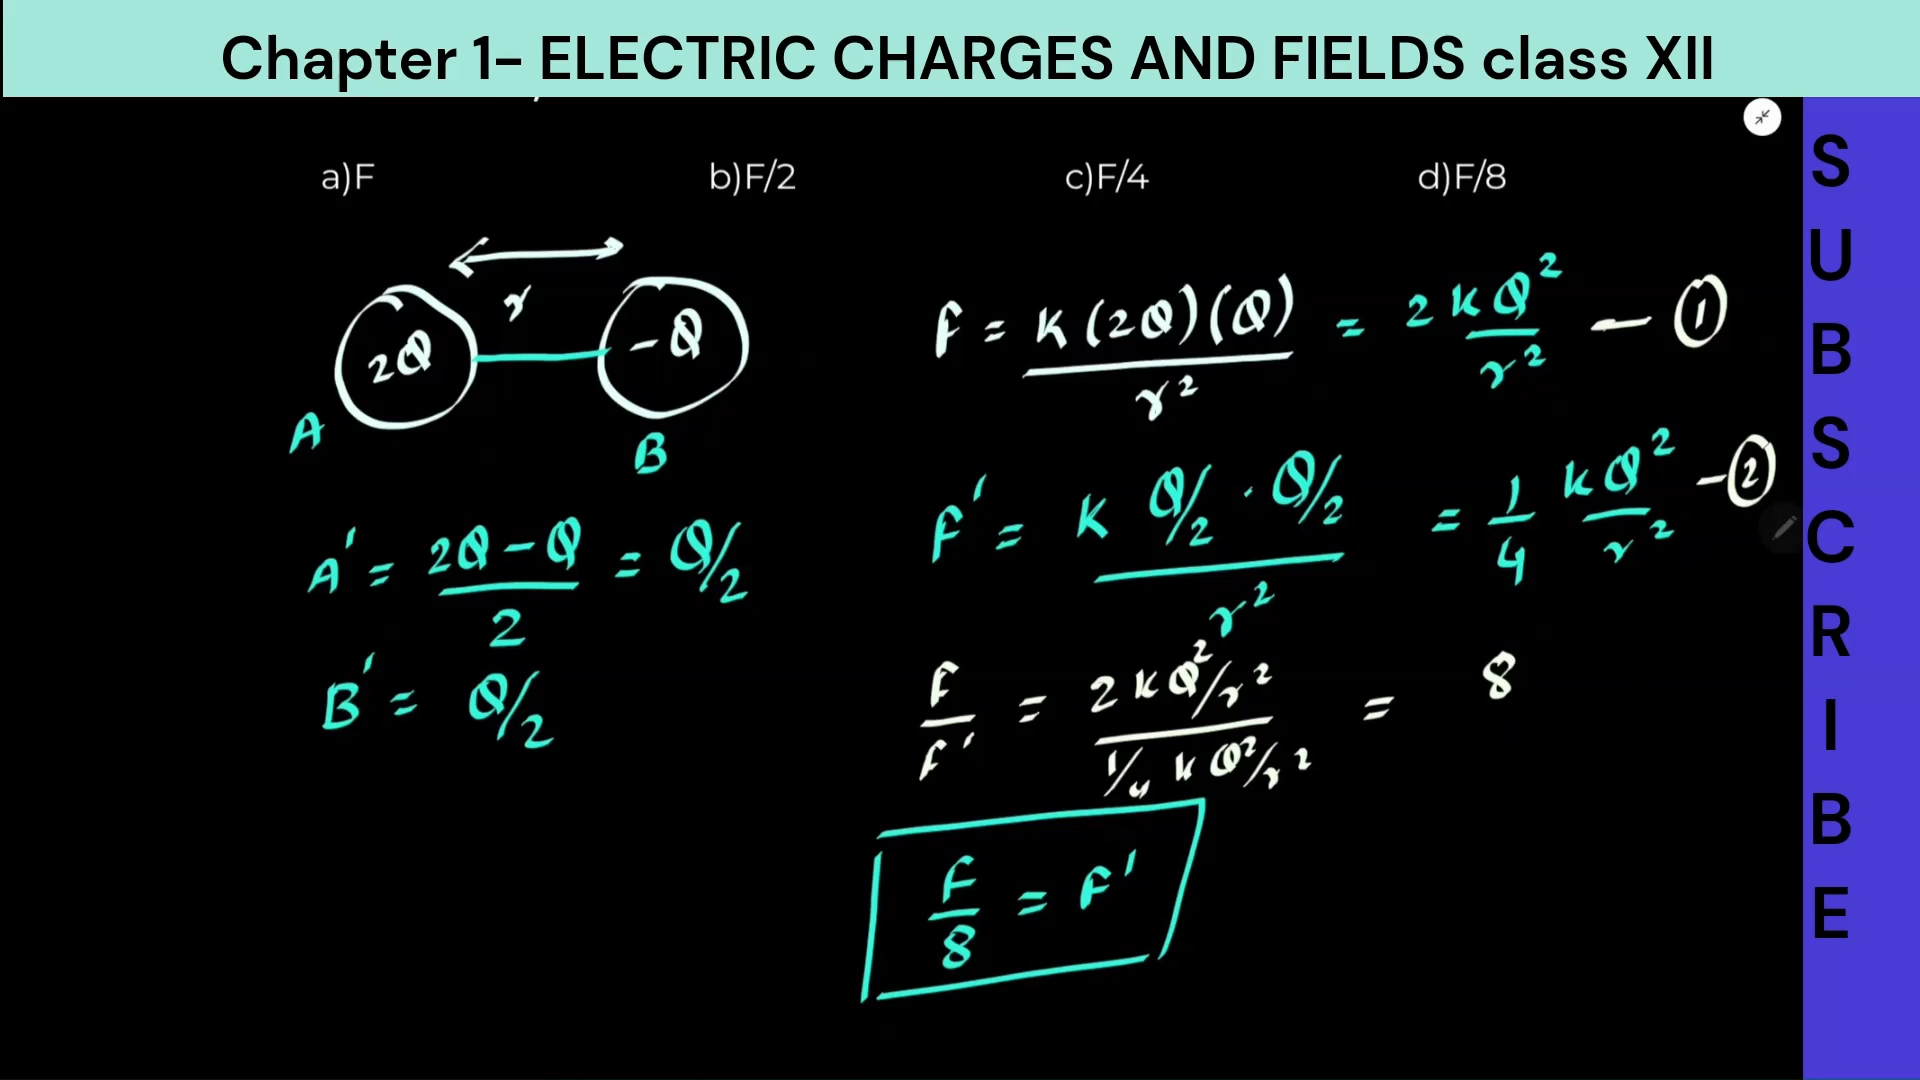 Chapter 1- ELECTRIC CHARGES AND FIELDS class XII
a)F b)F/2 c)F/4 d)F/8
r
2Q -Q
A B
F = K(2Q)(Q)/r² = 2kQ²/r² - ①
A' = 2Q-Q/2 = Q/2
F' = K Q/2 · Q/2 / r² = 1/4 kQ²/r² - ②
B' = Q/2
F/F' = 2kQ²/r² / 1/4 kQ²/r² = 8
F/8 = F'
SUBSCRIBE